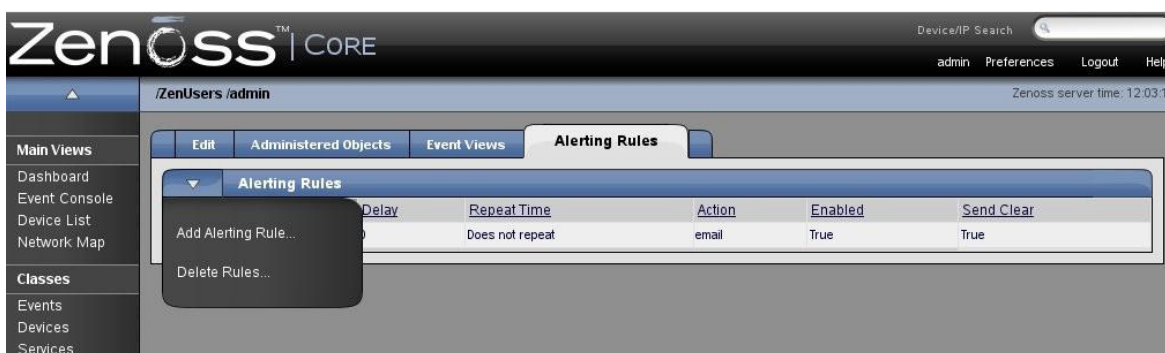 Zenoss™ | CORE
Device/IP Search
admin Preferences Logout Help
/ZenUsers /admin
Zenoss server time: 12:03:1
Main Views
Dashboard
Event Console
Device List
Network Map
Classes
Events
Devices
Services
Edit Administered Objects Event Views Alerting Rules
Alerting Rules
Delay Repeat Time Action Enabled Send Clear
Does not repeat email True True
Add Alerting Rule...
Delete Rules...